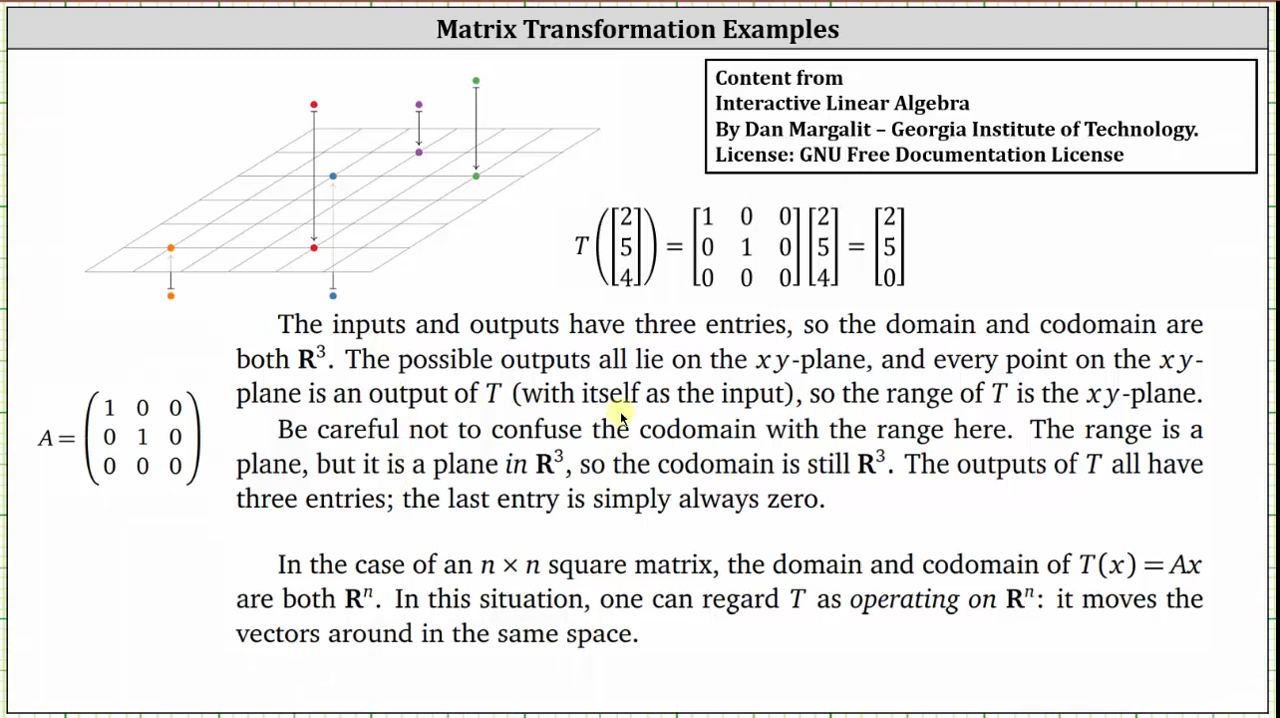 Matrix Transformation Examples
Content from
Interactive Linear Algebra
By Dan Margalit – Georgia Institute of Technology.
License: GNU Free Documentation License
T([2 5 4]) = [1 0 0; 0 1 0; 0 0 0][2 5 4] = [2 5 0]
The inputs and outputs have three entries, so the domain and codomain are
both R³. The possible outputs all lie on the xy-plane, and every point on the xy-
plane is an output of T (with itself as the input), so the range of T is the xy-plane.
Be careful not to confuse the codomain with the range here. The range is a
plane, but it is a plane in R³, so the codomain is still R³. The outputs of T all have
three entries; the last entry is simply always zero.
A = (1 0 0; 0 1 0; 0 0 0)
In the case of an n × n square matrix, the domain and codomain of T(x) = Ax
are both Rⁿ. In this situation, one can regard T as operating on Rⁿ: it moves the
vectors around in the same space.